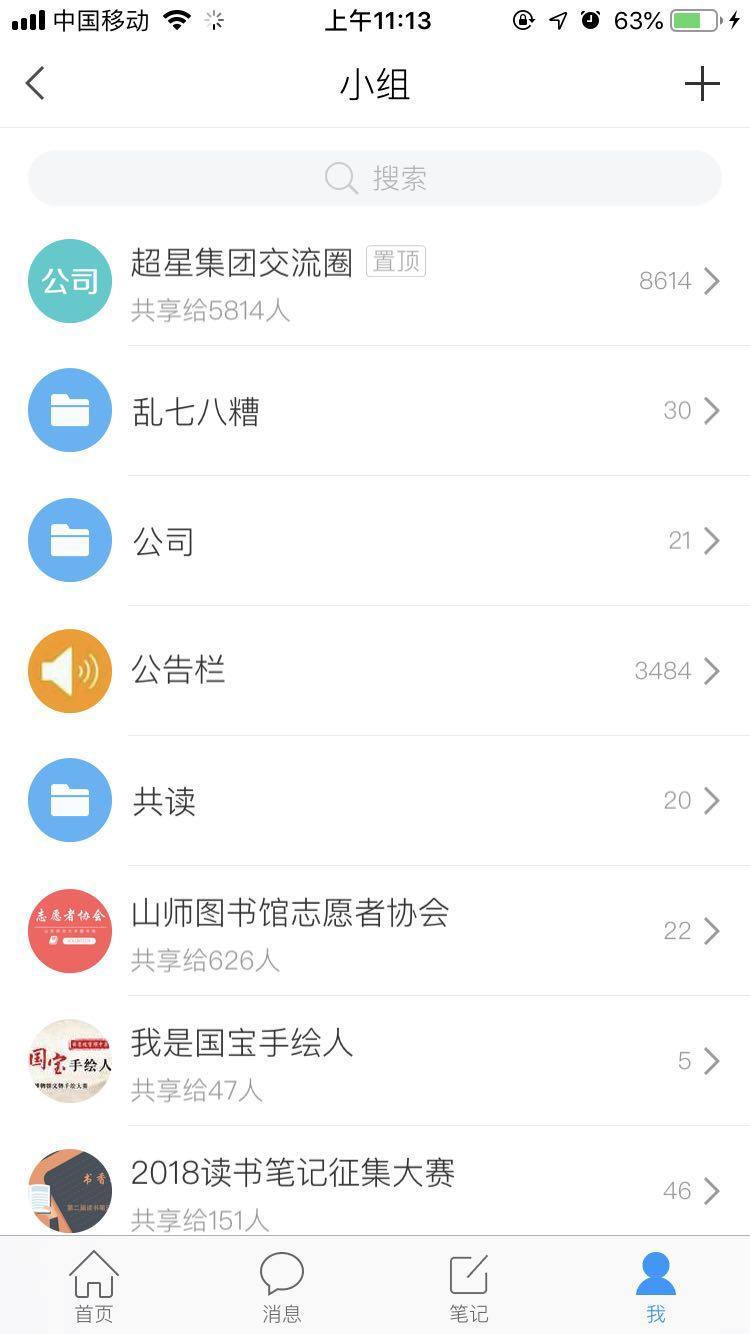 中国移动 上午11:13 63%
小组
搜索
公司
超星集团交流圈 置顶
8614
共享给5814人
乱七八糟 30
公司 21
公告栏 3484
共读 20
志愿者协会
VOLUNTEER
山师图书馆志愿者协会
22
共享给626人
国宝手绘人
我是国宝手绘人
5
共享给47人
书香
2018读书笔记征集大赛
46
共享给151人
首页 消息 笔记 我